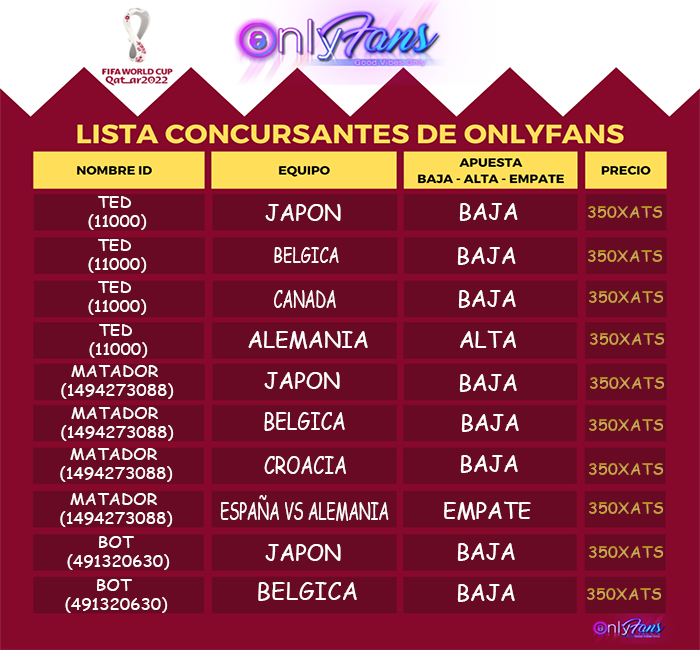 FIFA WORLD CUP
Qatar2022
OnlyFans
Good Vibes Only
LISTA CONCURSANTES DE ONLYFANS
NOMBRE ID EQUIPO APUESTA BAJA - ALTA - EMPATE PRECIO
TED (11000) JAPON BAJA 350XATS
TED (11000) BELGICA BAJA 350XATS
TED (11000) CANADA BAJA 350XATS
TED (11000) ALEMANIA ALTA 350XATS
MATADOR (1494273088) JAPON BAJA 350XATS
MATADOR (1494273088) BELGICA BAJA 350XATS
MATADOR (1494273088) CROACIA BAJA 350XATS
MATADOR (1494273088) ESPAÑA VS ALEMANIA EMPATE 350XATS
BOT (491320630) JAPON BAJA 350XATS
BOT (491320630) BELGICA BAJA 350XATS
OnlyFans